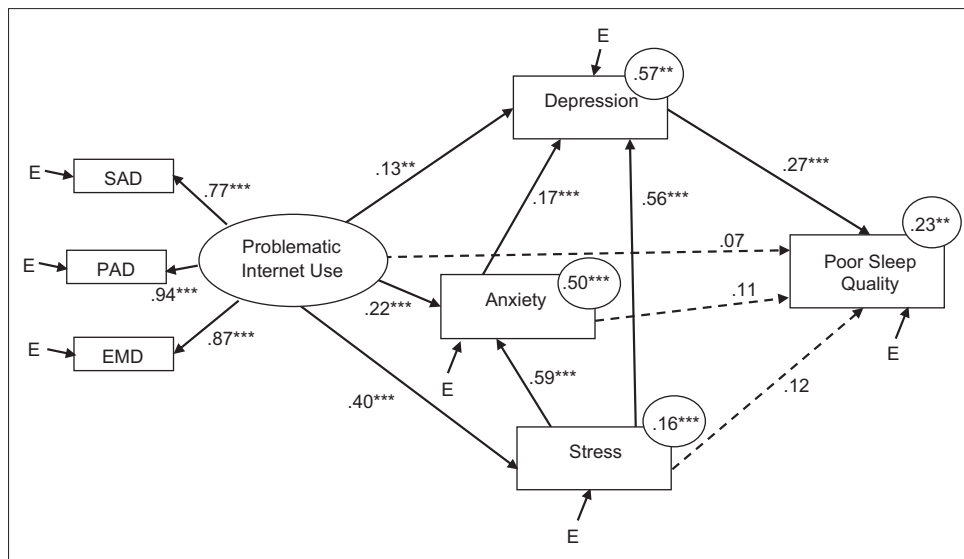 E
.57**
Depression
E
SAD
.77***
.13**
.17***
.56***
.27***
E
PAD
.94***
Problematic
Internet Use
.07
.23**
Poor Sleep
Quality
.22***
Anxiety
.50***
.11
E
EMD
.87***
E
.59***
E
.40***
.12
Stress
.16***
E